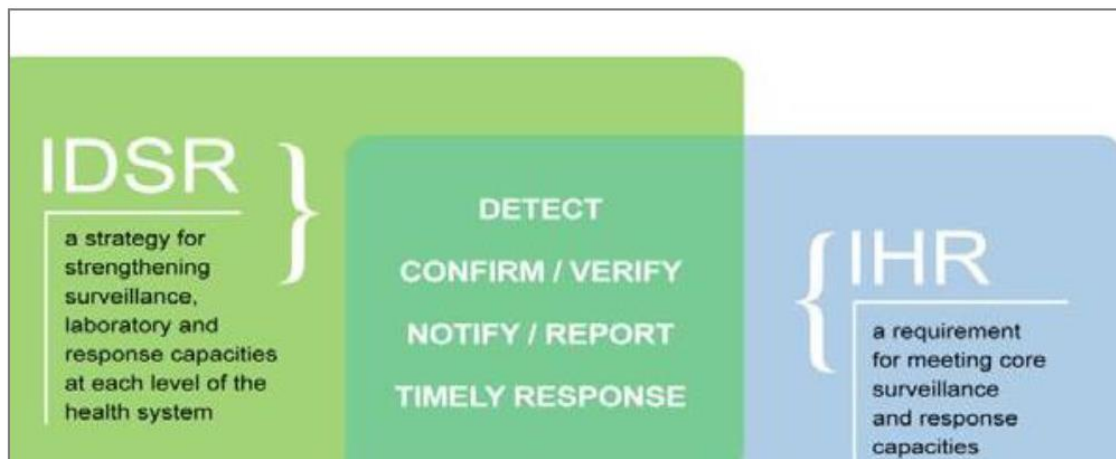 IDSR
a strategy for
strengthening
surveillance,
laboratory and
response capacities
at each level of the
health system
DETECT
CONFIRM / VERIFY
NOTIFY / REPORT
TIMELY RESPONSE
IHR
a requirement
for meeting core
surveillance
and response
capacities